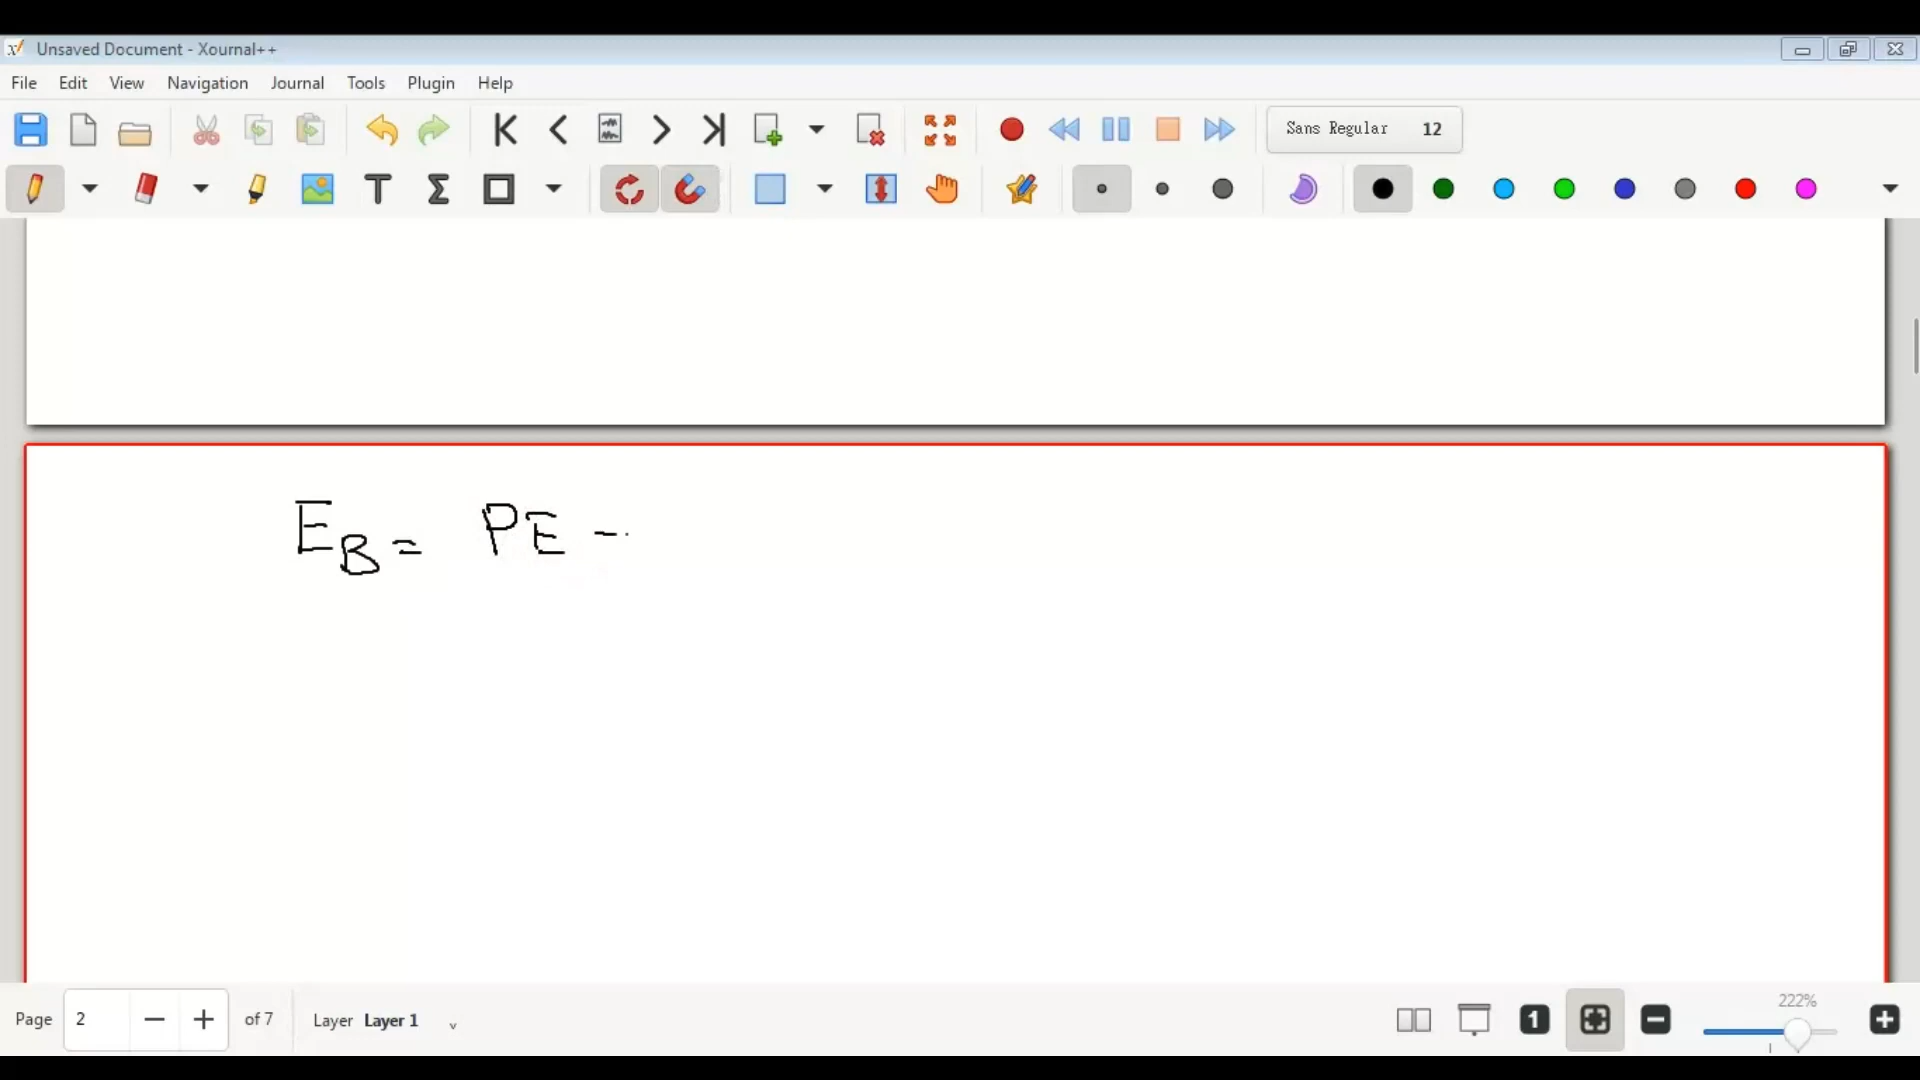 Unsaved Document - Xournal++
File Edit View Navigation Journal Tools Plugin Help
Sans Regular 12
E_B = PE -
222%
Page 2 of 7 Layer Layer 1